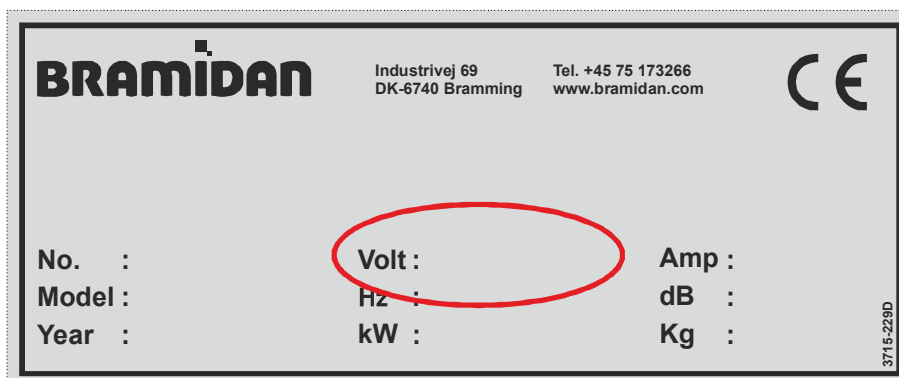 BRAMIDAN
Industrivej 69 Tel. +45 75 173266
DK-6740 Bramming www.bramidan.com
CE
No. : Volt : Amp :
Model : Hz : dB :
Year : kW : Kg :
3715-229D